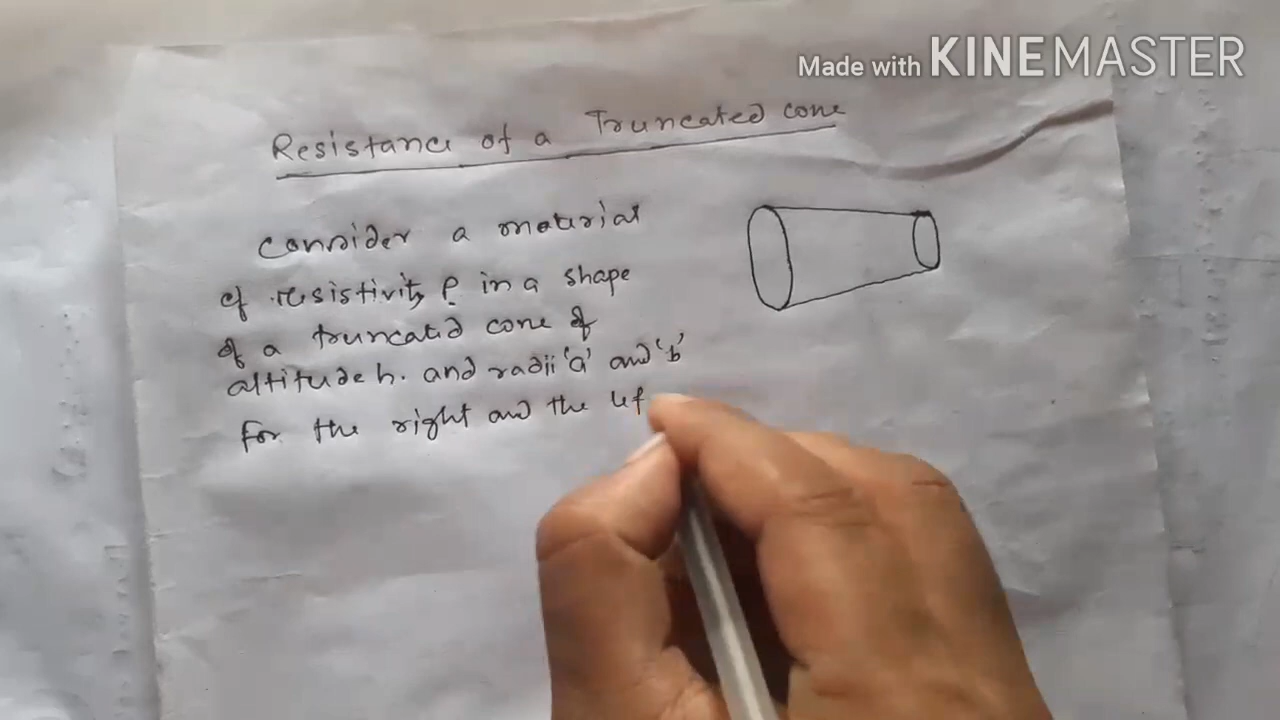 Made with KINEMASTER
Resistance of a Truncated cone
Consider a material
of resistivity ρ in a shape
of a truncated cone of
altitude h. and radii 'a' and 'b'
for the right and the lef